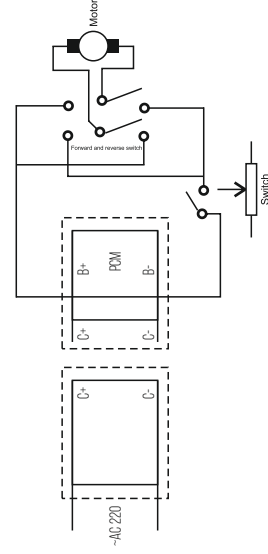 Motor
Forward and reverse switch
Switch
B+
PCM
B-
C+
C-
C+
C-
~AC 220